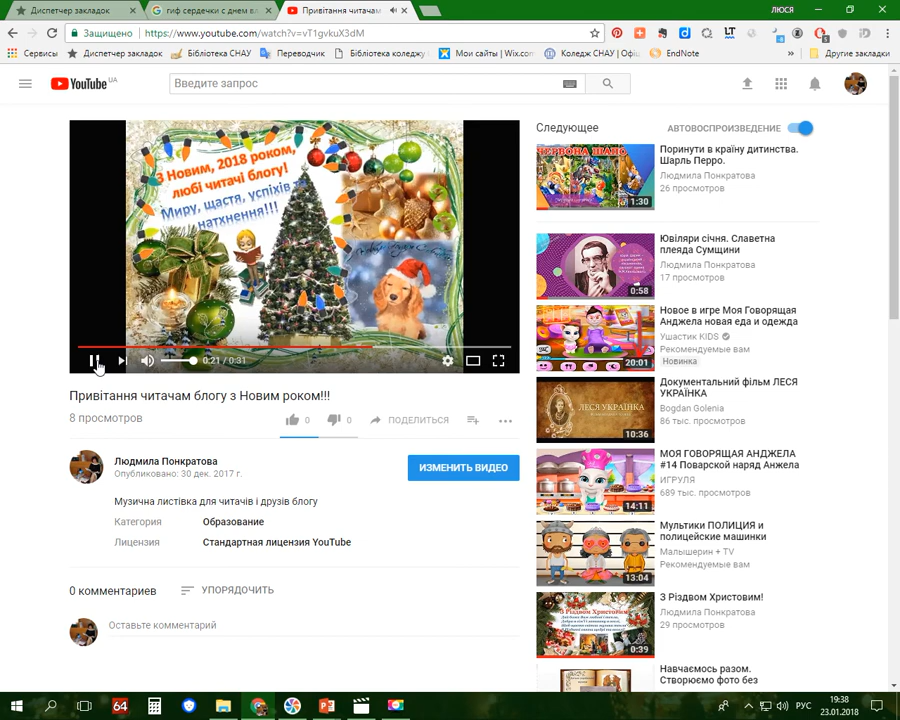 Диспетчер закладок
гиф сердечки с днем вл
Привітання читачам
ЛЮСЯ
Защищено
https://www.youtube.com/watch?v=vT1gvkuX3dM
Сервисы
Диспетчер закладок
Бібліотека СНАУ
Переводчик
Бібліотека коледжу
Мои сайты | Wix.com
Коледж СНАУ | Офі
EndNote
»
Другие закладки
YouTube UA
Введите запрос
З Новим, 2018 роком,
любі читачі блогу!
Миру, щастя, успіхів та
натхнення!!!
0:21 / 0:31
Привітання читачам блогу з Новим роком!!!
8 просмотров
0
0
ПОДЕЛИТЬСЯ
Людмила Понкратова
Опубликовано: 30 дек. 2017 г.
ИЗМЕНИТЬ ВИДЕО
Музична листівка для читачів і друзів блогу
Категория Образование
Лицензия Стандартная лицензия YouTube
0 комментариев
УПОРЯДОЧИТЬ
Оставьте комментарий
Следующее
АВТОВОСПРОИЗВЕДЕНИЕ
ЧЕРВОНА ШАПО
1:30
Поринути в країну дитинства.
Шарль Перро.
Людмила Понкратова
26 просмотров
0:58
Ювіляри січня. Славетна
плеяда Сумщини
Людмила Понкратова
17 просмотров
20:01
Новое в игре Моя Говорящая
Анджела новая еда и одежда
Ушастик KIDS
Рекомендуемые вам
Новинка
ЛЕСЯ УКРАЇНКА
10:36
Документальний фільм ЛЕСЯ
УКРАЇНКА
Bogdan Golenia
86 тыс. просмотров
14:11
МОЯ ГОВОРЯЩАЯ АНДЖЕЛА
#14 Поварской наряд Анжела
ИГРУЛЯ
689 тыс. просмотров
13:04
Мультики ПОЛИЦИЯ и
полицейские машинки
Малышерин + TV
Рекомендуемые вам
З Різдвом Христовим!
0:39
З Різдвом Христовим!
Людмила Понкратова
29 просмотров
Навчаємось разом.
Створюємо фото без
64
РУС
19:38
23.01.2018